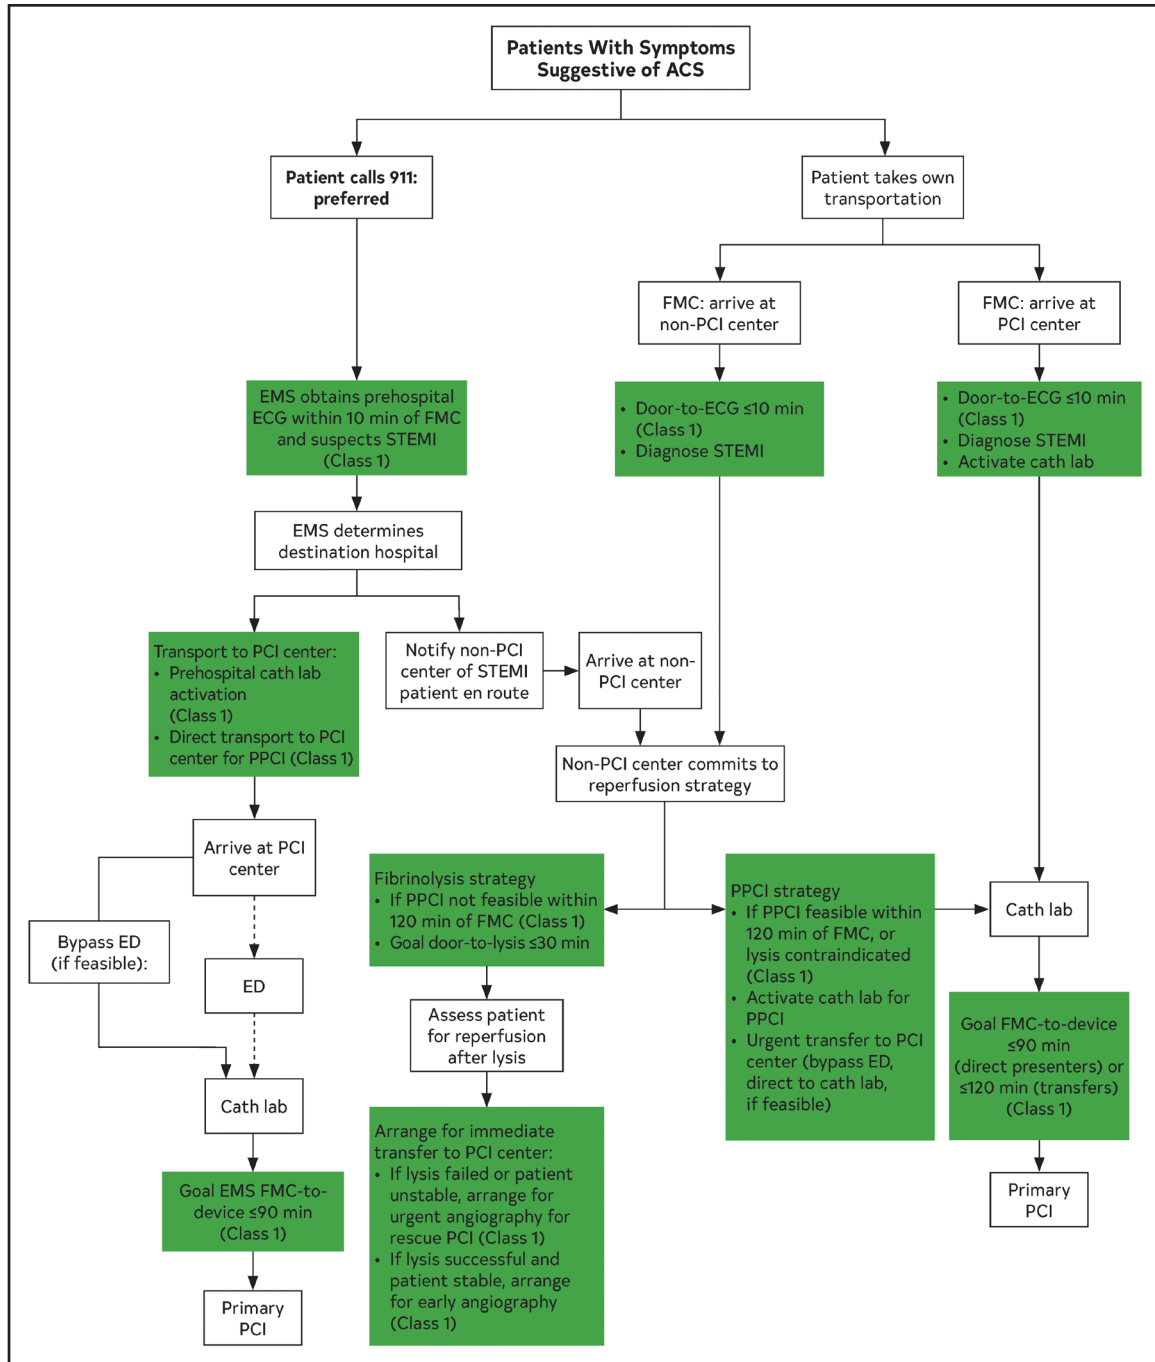 Patients With Symptoms
Suggestive of ACS
Patient calls 911:
preferred
Patient takes own
transportation
FMC: arrive at
non-PCI center
FMC: arrive at
PCI center
EMS obtains prehospital
ECG within 10 min of FMC
and suspects STEMI
(Class 1)
• Door-to-ECG ≤10 min
(Class 1)
• Diagnose STEMI
• Door-to-ECG ≤10 min
(Class 1)
• Diagnose STEMI
• Activate cath lab
EMS determines
destination hospital
Transport to PCI center:
• Prehospital cath lab
activation
(Class 1)
• Direct transport to PCI
center for PPCI (Class 1)
Notify non-PCI
center of STEMI
patient en route
Arrive at non-
PCI center
Non-PCI center commits to
reperfusion strategy
Arrive at PCI
center
Bypass ED
(if feasible):
ED
Cath lab
Goal EMS FMC-to-
device ≤90 min
(Class 1)
Primary
PCI
Fibrinolysis strategy
• If PPCI not feasible within
120 min of FMC (Class 1)
• Goal door-to-lysis ≤30 min
Assess patient
for reperfusion
after lysis
Arrange for immediate
transfer to PCI center:
• If lysis failed or patient
unstable, arrange for
urgent angiography for
rescue PCI (Class 1)
• If lysis successful and
patient stable, arrange
for early angiography
(Class 1)
PPCI strategy
• If PPCI feasible within
120 min of FMC, or
lysis contraindicated
(Class 1)
• Activate cath lab for
PPCI
• Urgent transfer to PCI
center (bypass ED,
direct to cath lab,
if feasible)
Cath lab
Goal FMC-to-device
≤90 min
(direct presenters) or
≤120 min (transfers)
(Class 1)
Primary
PCI